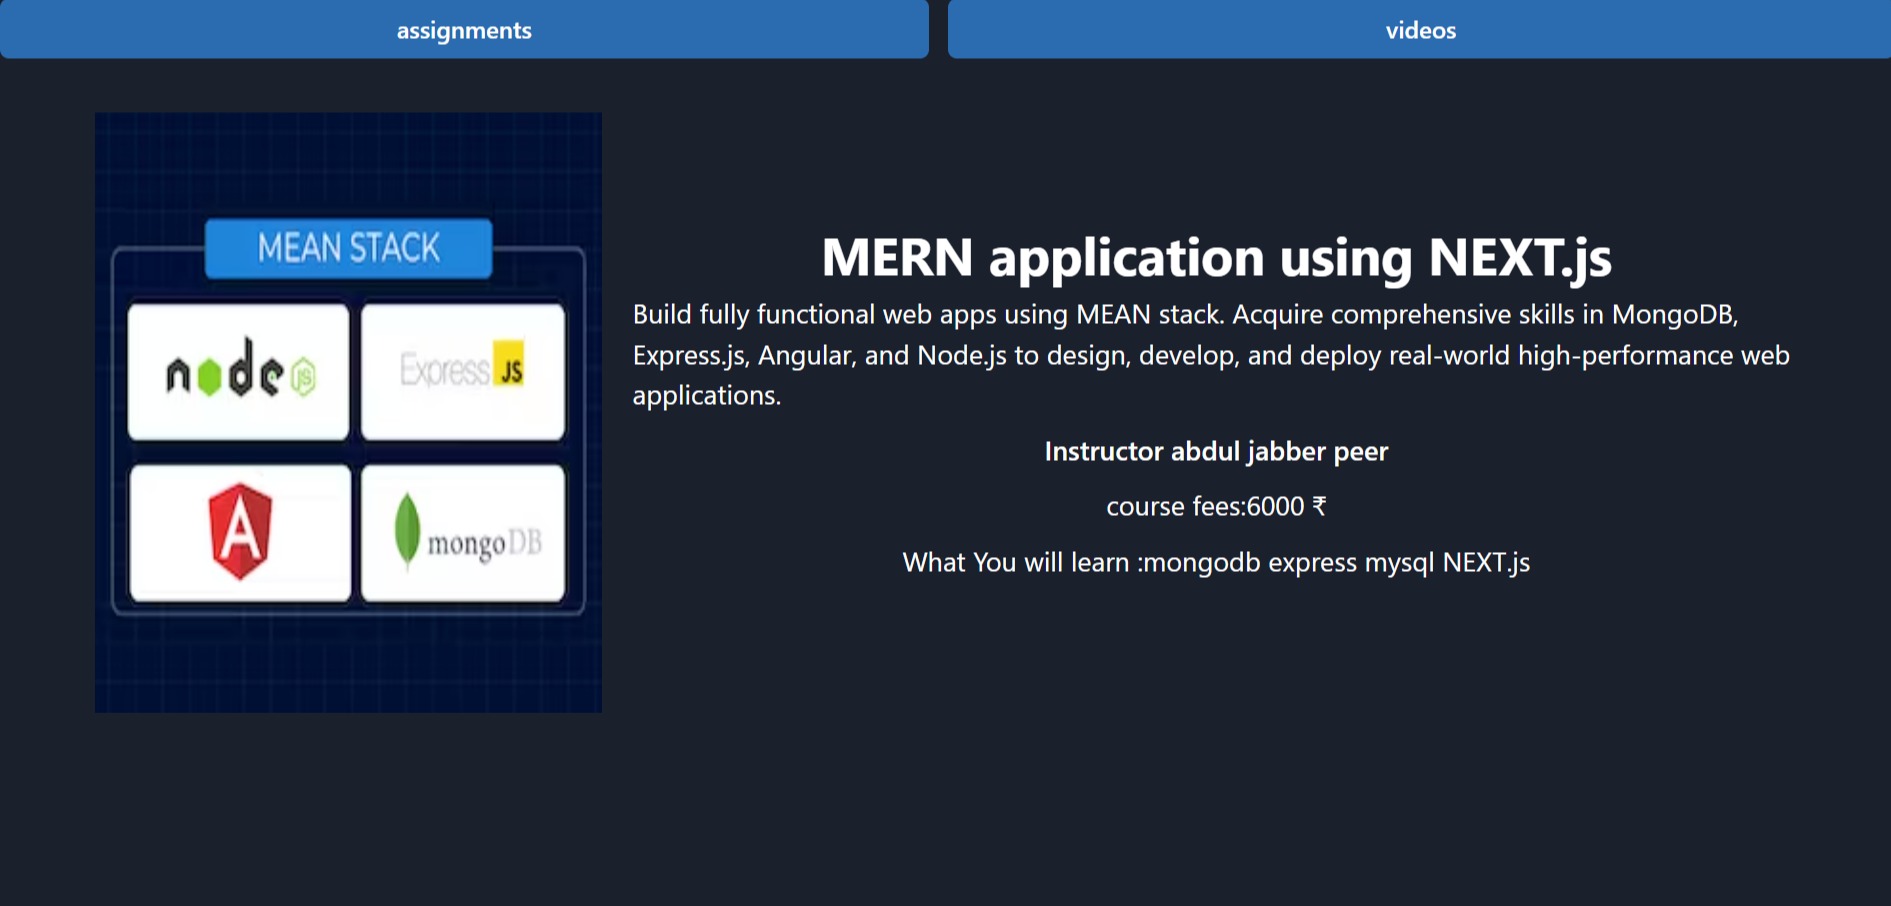 assignments
videos
MEAN STACK
node JS
Express JS
A
mongoDB
MERN application using NEXT.js
Build fully functional web apps using MEAN stack. Acquire comprehensive skills in MongoDB,
Express.js, Angular, and Node.js to design, develop, and deploy real-world high-performance web
applications.
Instructor abdul jabber peer
course fees:6000 ₹
What You will learn :mongodb express mysql NEXT.js